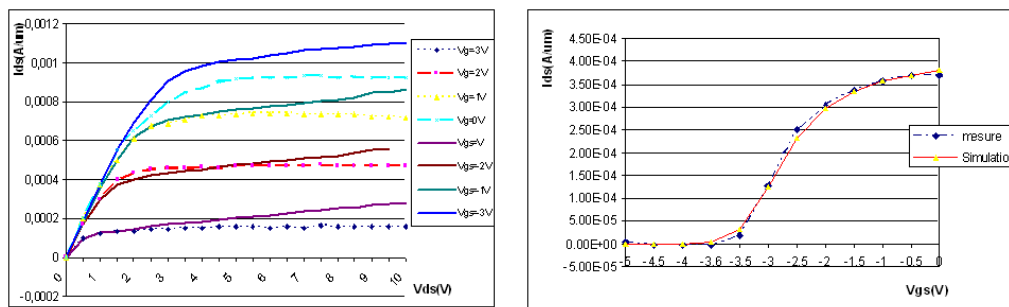 Ids(A/um)
0,0012
0,001
0,0008
0,0006
0,0004
0,0002
0
-0,0002
0 1 2 3 4 5 6 7 8 9 10
Vds(V)
Vg=3V
Vg=2V
Vg=1V
Vg=0V
Vg=V
Vg=-2V
Vgs=-1V
Vgs=-3V
Ids(A/um)
4.50E-04
4.00E-04
3.50E-04
3.00E-04
2.50E-04
2.00E-04
1.50E-04
1.00E-04
5.00E-05
0.00E+00
-5.00E-05
-5 -4.5 -4 -3.5 -3 -2.5 -2 -1.5 -1 -0.5 0
Vgs(V)
mesure
Simulatio